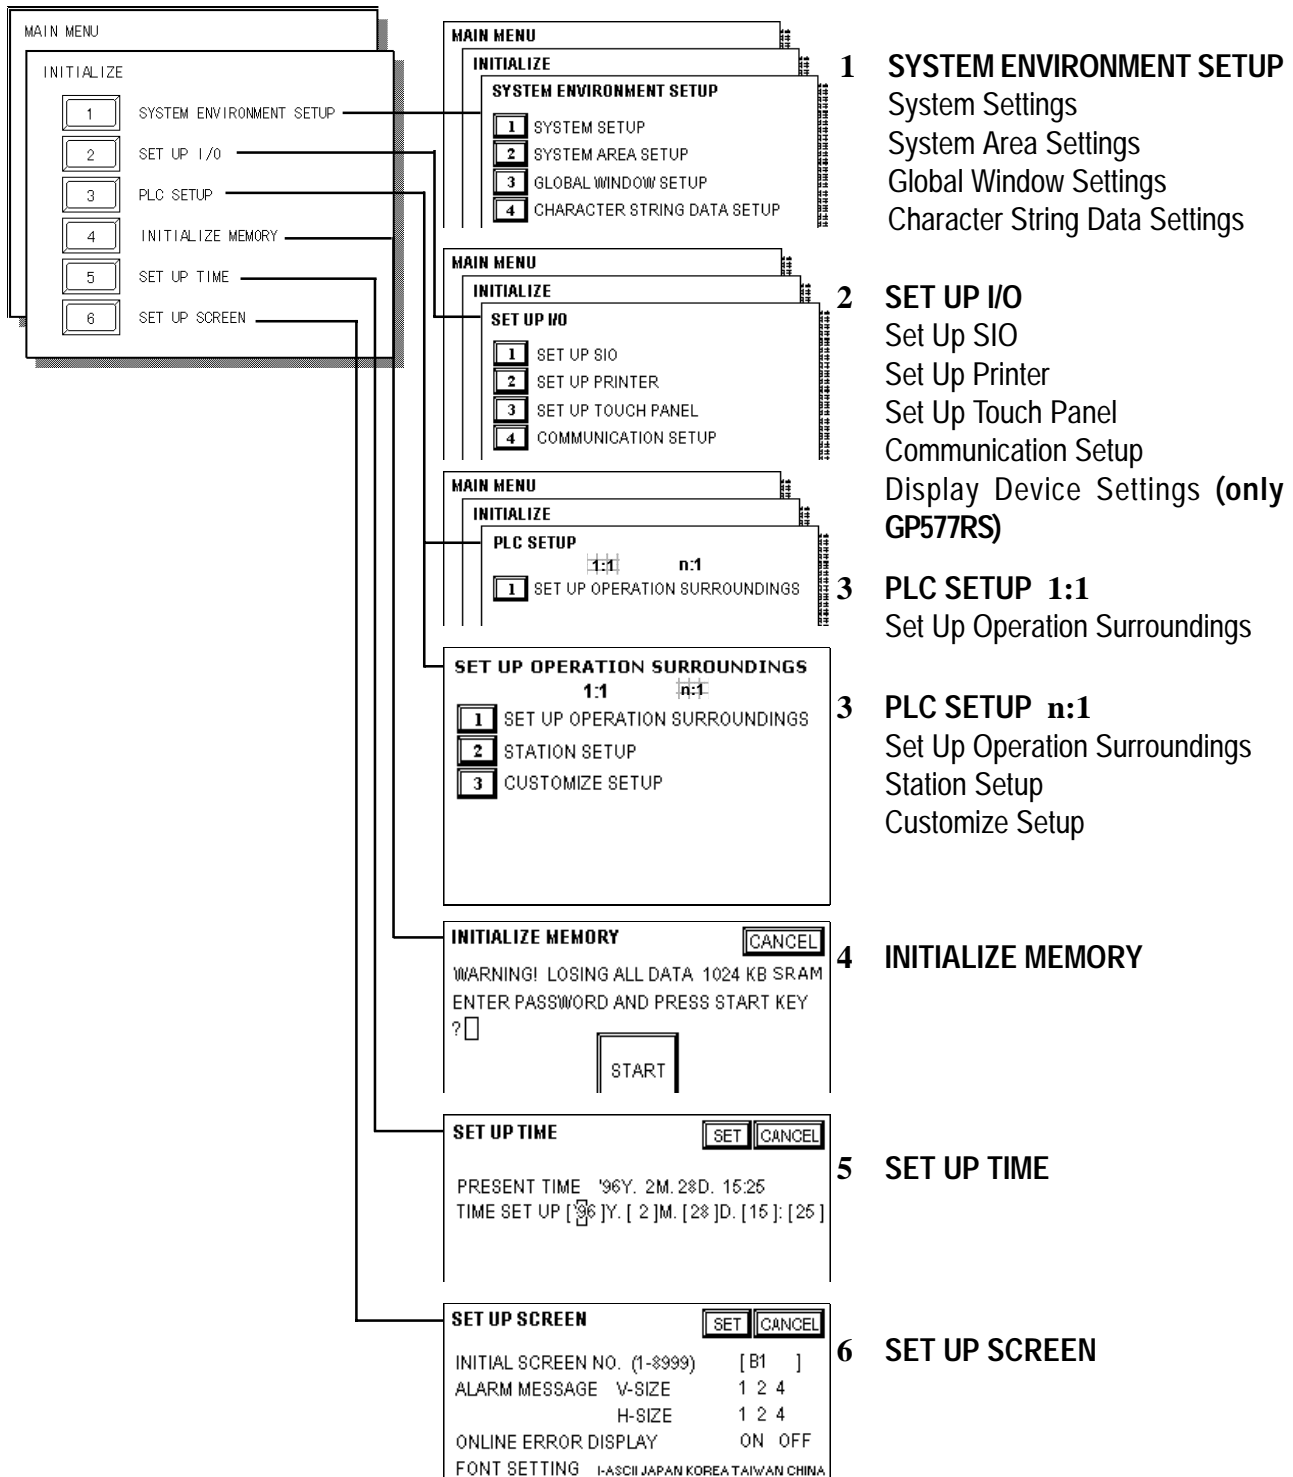 MAIN MENU
INITIALIZE
1 SYSTEM ENVIRONMENT SETUP
2 SET UP I/O
3 PLC SETUP
4 INITIALIZE MEMORY
5 SET UP TIME
6 SET UP SCREEN
MAIN MENU
INITIALIZE
SYSTEM ENVIRONMENT SETUP
1 SYSTEM SETUP
2 SYSTEM AREA SETUP
3 GLOBAL WINDOW SETUP
4 CHARACTER STRING DATA SETUP
1 SYSTEM ENVIRONMENT SETUP
System Settings
System Area Settings
Global Window Settings
Character String Data Settings
MAIN MENU
INITIALIZE
SET UP I/O
1 SET UP SIO
2 SET UP PRINTER
3 SET UP TOUCH PANEL
4 COMMUNICATION SETUP
2 SET UP I/O
Set Up SIO
Set Up Printer
Set Up Touch Panel
Communication Setup
Display Device Settings (only
GP577RS)
MAIN MENU
INITIALIZE
PLC SETUP
1:1 n:1
1 SET UP OPERATION SURROUNDINGS
3 PLC SETUP 1:1
Set Up Operation Surroundings
SET UP OPERATION SURROUNDINGS
1:1 n:1
1 SET UP OPERATION SURROUNDINGS
2 STATION SETUP
3 CUSTOMIZE SETUP
3 PLC SETUP n:1
Set Up Operation Surroundings
Station Setup
Customize Setup
INITIALIZE MEMORY CANCEL
WARNING! LOSING ALL DATA 1024 KB SRAM
ENTER PASSWORD AND PRESS START KEY
?
START
4 INITIALIZE MEMORY
SET UP TIME SET CANCEL
PRESENT TIME '96Y. 2M. 28D. 15:25
TIME SET UP ['96 ]Y. [ 2 ]M. [28 ]D. [15 ]: [25 ]
5 SET UP TIME
SET UP SCREEN SET CANCEL
INITIAL SCREEN NO. (1-8999) [ B1 ]
ALARM MESSAGE V-SIZE 1 2 4
H-SIZE 1 2 4
ONLINE ERROR DISPLAY ON OFF
FONT SETTING I-ASCII JAPAN KOREA TAIWAN CHINA
6 SET UP SCREEN